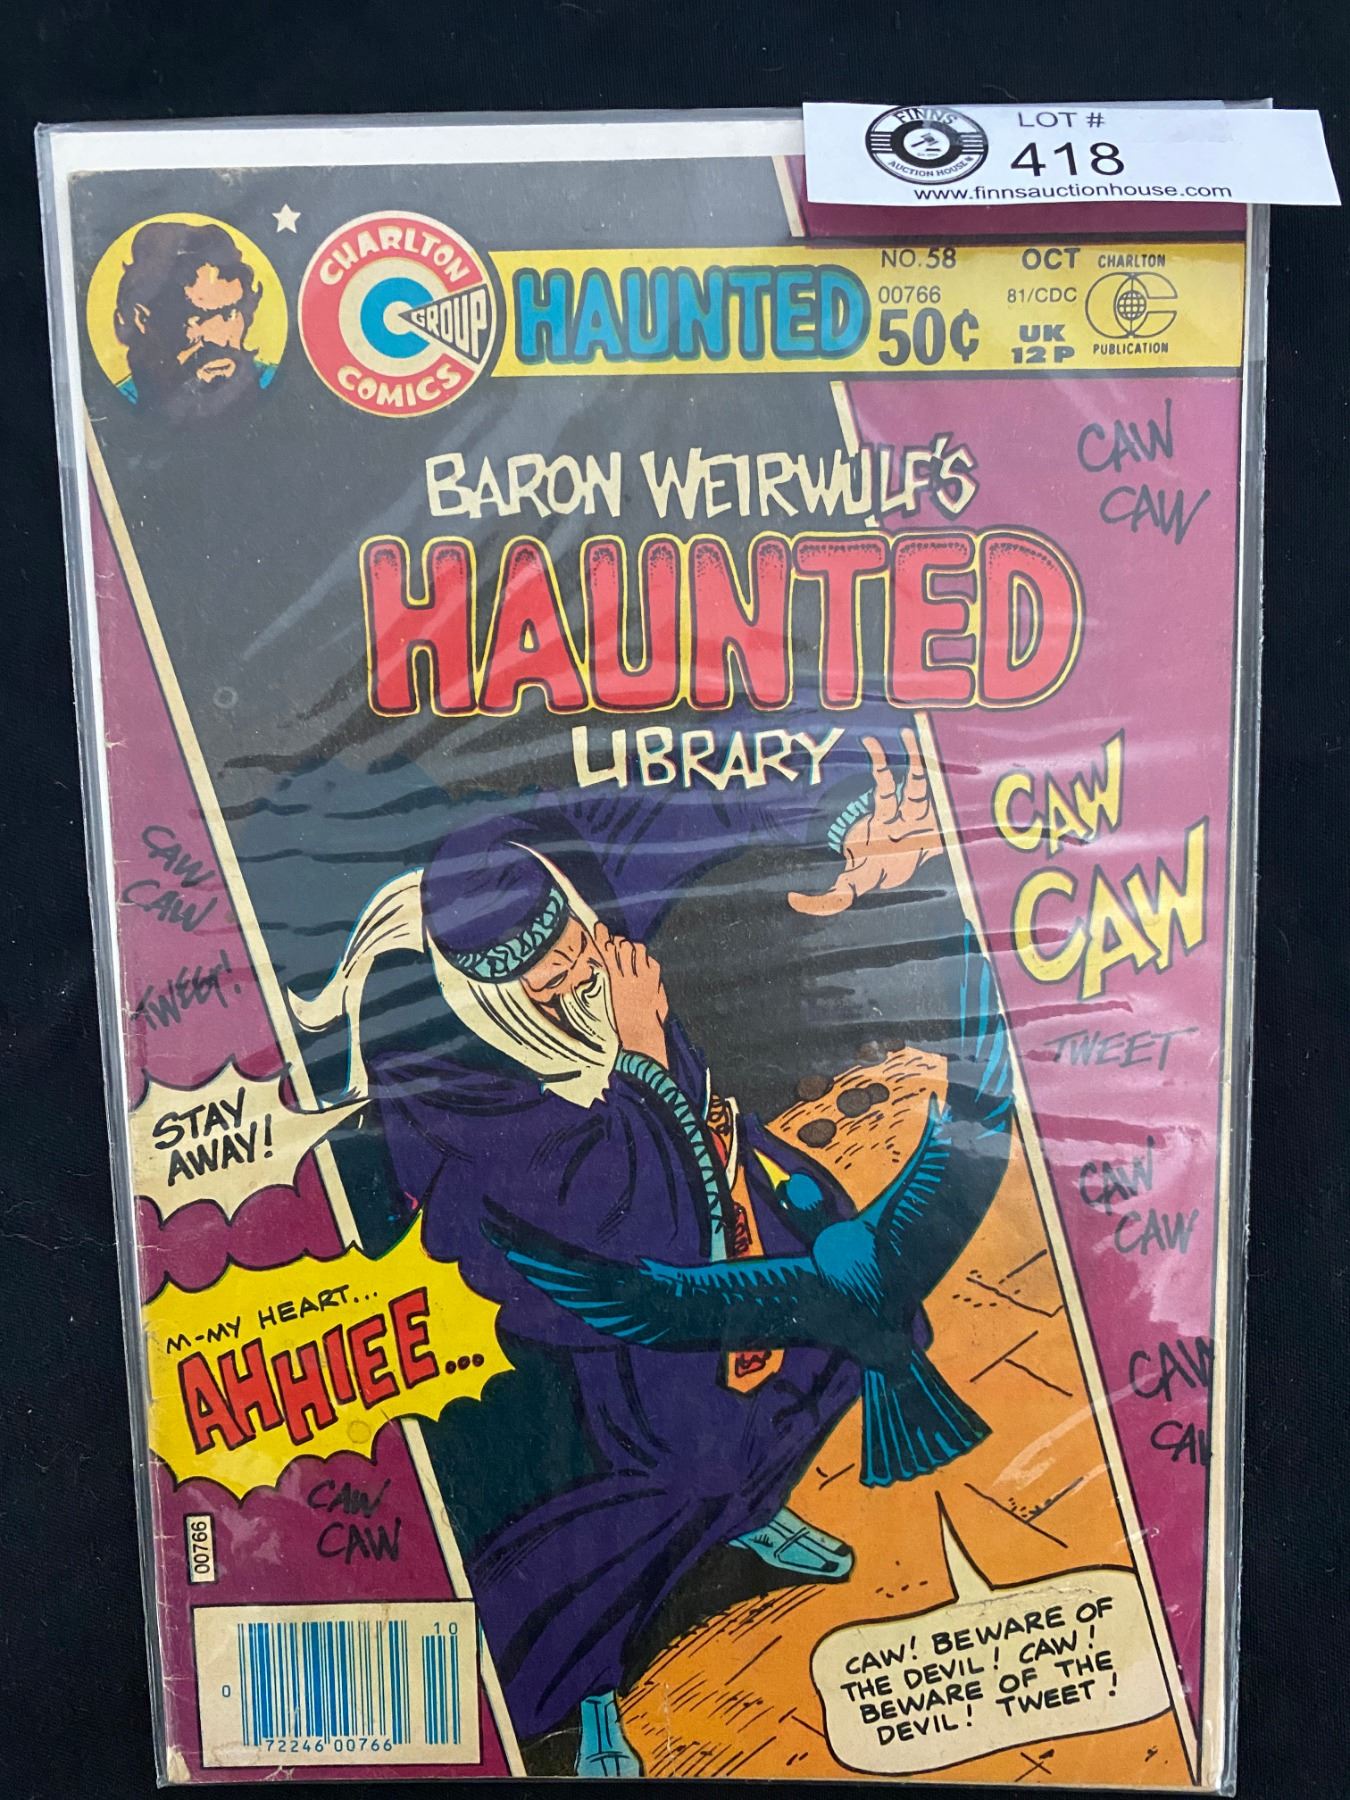 FINNS
AUCTION HOUSE
LOT #
418
www.finnsauctionhouse.com
CHARLTON
COMICS
GROUP
HAUNTED
NO.58
00766
50¢
OCT
81/CDC
UK
12 P
CHARLTON
PUBLICATION
BARON WEIRWULF'S
HAUNTED
LIBRARY
CAW
CAW
CAW
CAW
CAW
CAW
TWEET!
TWEET
STAY
AWAY!
CAW
CAW
M-MY HEART...
AHHIEE...
CAW
CAW
CAW
CAW
00766
CAW! BEWARE OF
THE DEVIL! CAW!
BEWARE OF THE
DEVIL! TWEET!
10
0 72246 00766